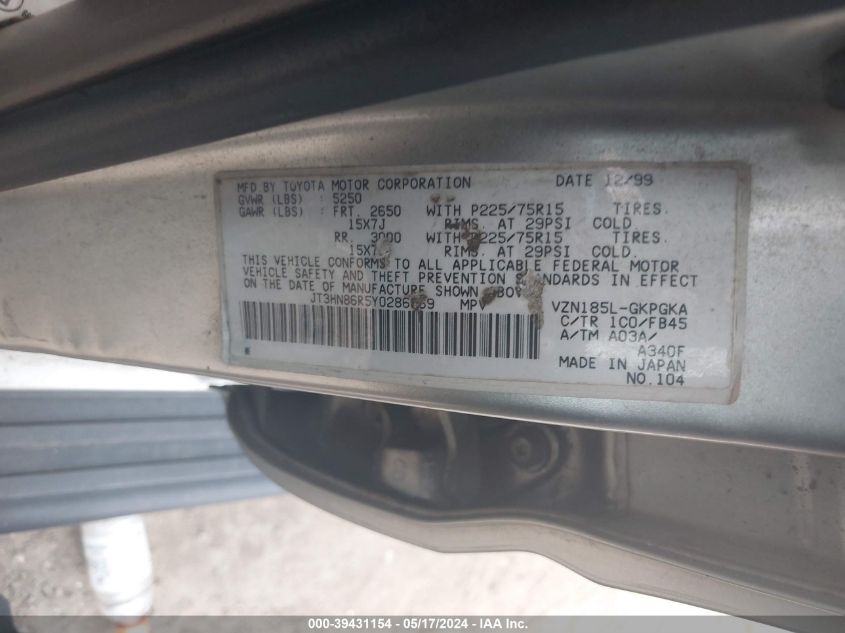 MFD BY TOYOTA MOTOR CORPORATION DATE 12/99
GVWR (LBS) : 5250
GAWR (LBS) : FRT. 2650 WITH P225/75R15 TIRES.
15X7J RIMS. AT 29PSI COLD.
RR. 3000 WITH P225/75R15 TIRES.
15X7J RIMS. AT 29PSI COLD.
THIS VEHICLE CONFORMS TO ALL APPLICABLE FEDERAL MOTOR
VEHICLE SAFETY AND THEFT PREVENTION STANDARDS IN EFFECT
ON THE DATE OF MANUFACTURE SHOWN ABOVE.
MPV VZN185L-GKPGKA
C/TR 1C0/FB45
A/TM A03A/
A340F
MADE IN JAPAN
NO.104
000-39431154 - 05/17/2024 - IAA Inc.